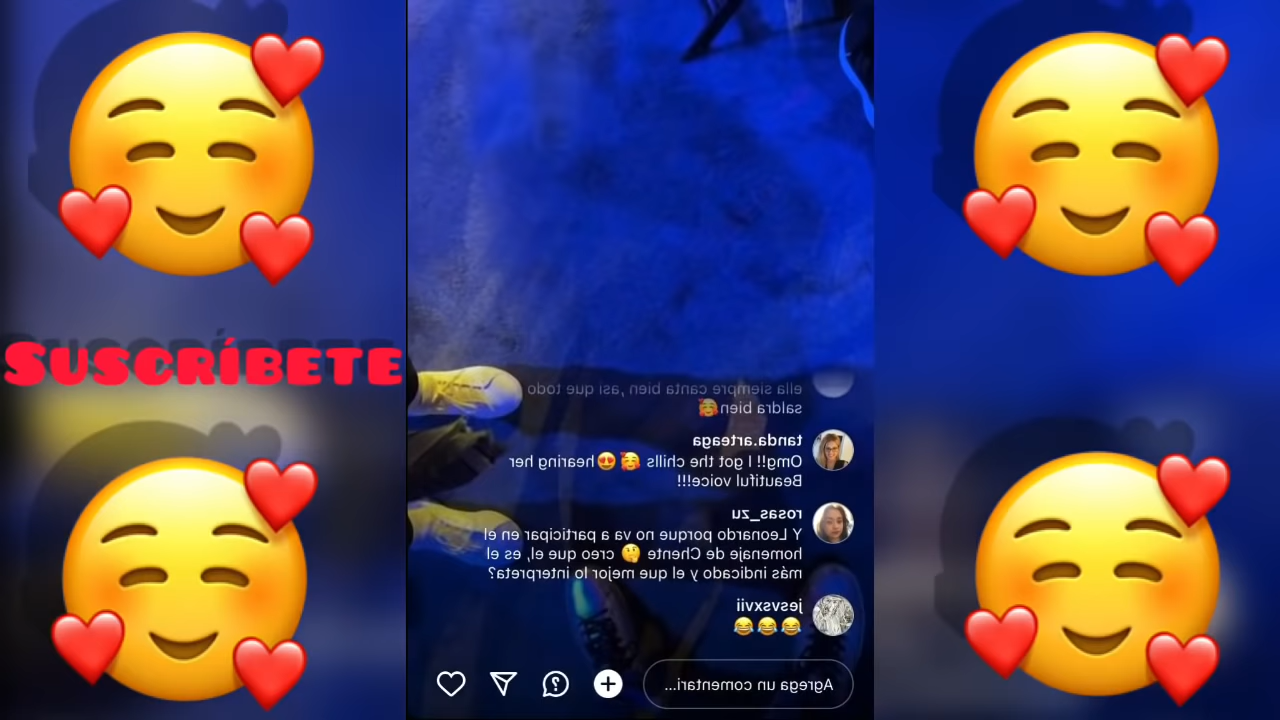 SUSCRÍBETE
ella siempre canta bien ,asi que todo
saldra bien🥰
tanda.arteaga
Omg!! I got the chills 🥰😍hearing her
Beautiful voice!!!
rosas_zu
Y Leonardo porque no va a participar en el
homenaje de Chente 🤔 creo que el, es el
más indicado y el que mejor lo interpreta?
jesvsxvii
😂😂😂
Agrega un comentari...